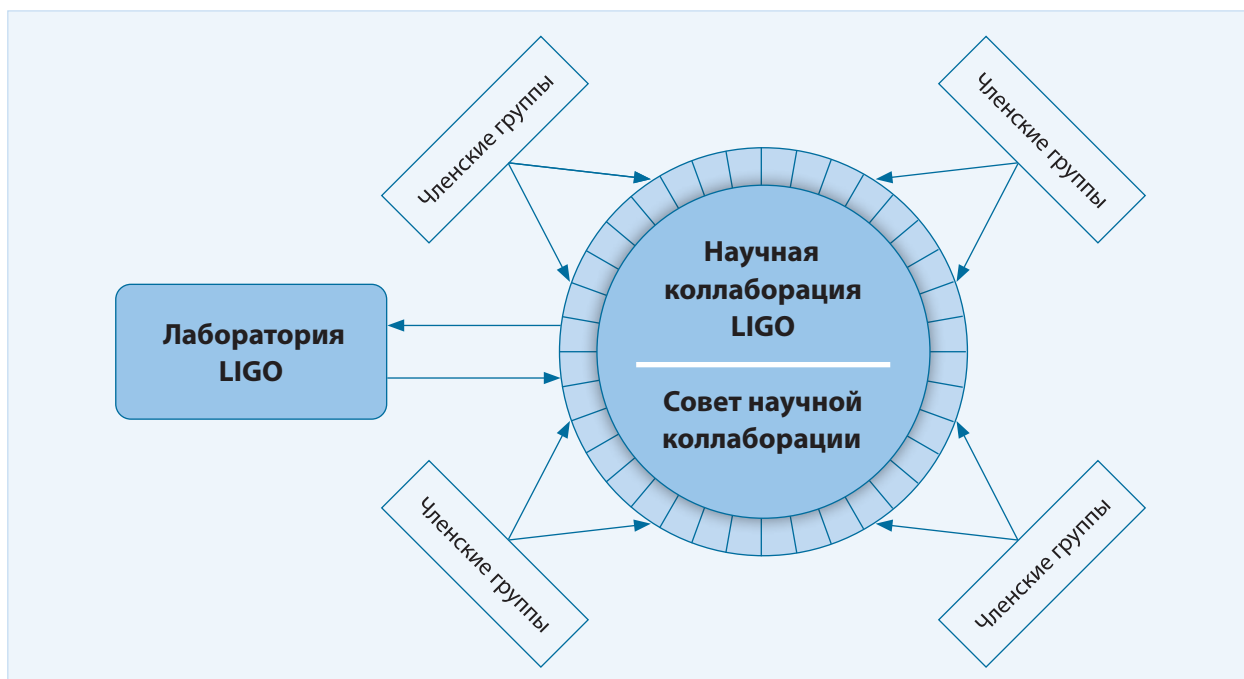 Членские группы
Членские группы
Научная
коллаборация
LIGO
Лаборатория
LIGO
Совет научной
коллаборации
Членские группы
Членские группы